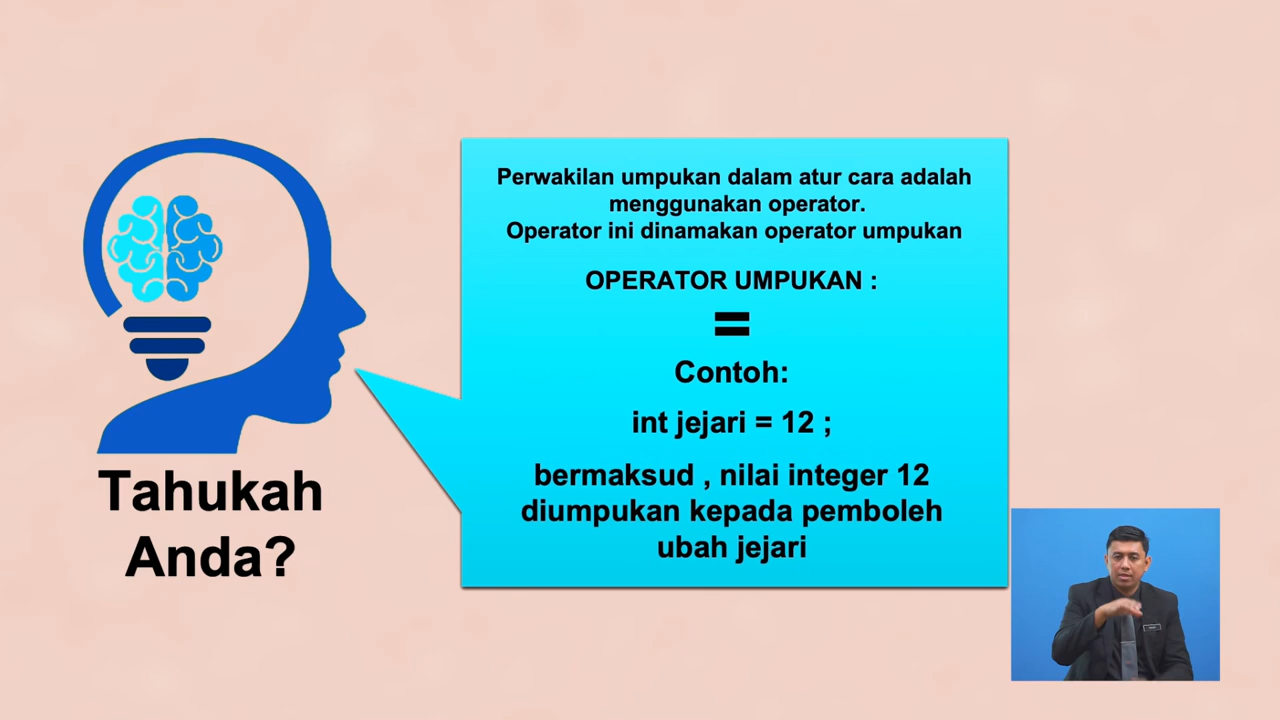 Perwakilan umpukan dalam atur cara adalah
menggunakan operator.
Operator ini dinamakan operator umpukan
OPERATOR UMPUKAN :
=
Contoh:
int jejari = 12 ;
bermaksud , nilai integer 12
diumpukan kepada pemboleh
ubah jejari
Tahukah
Anda?